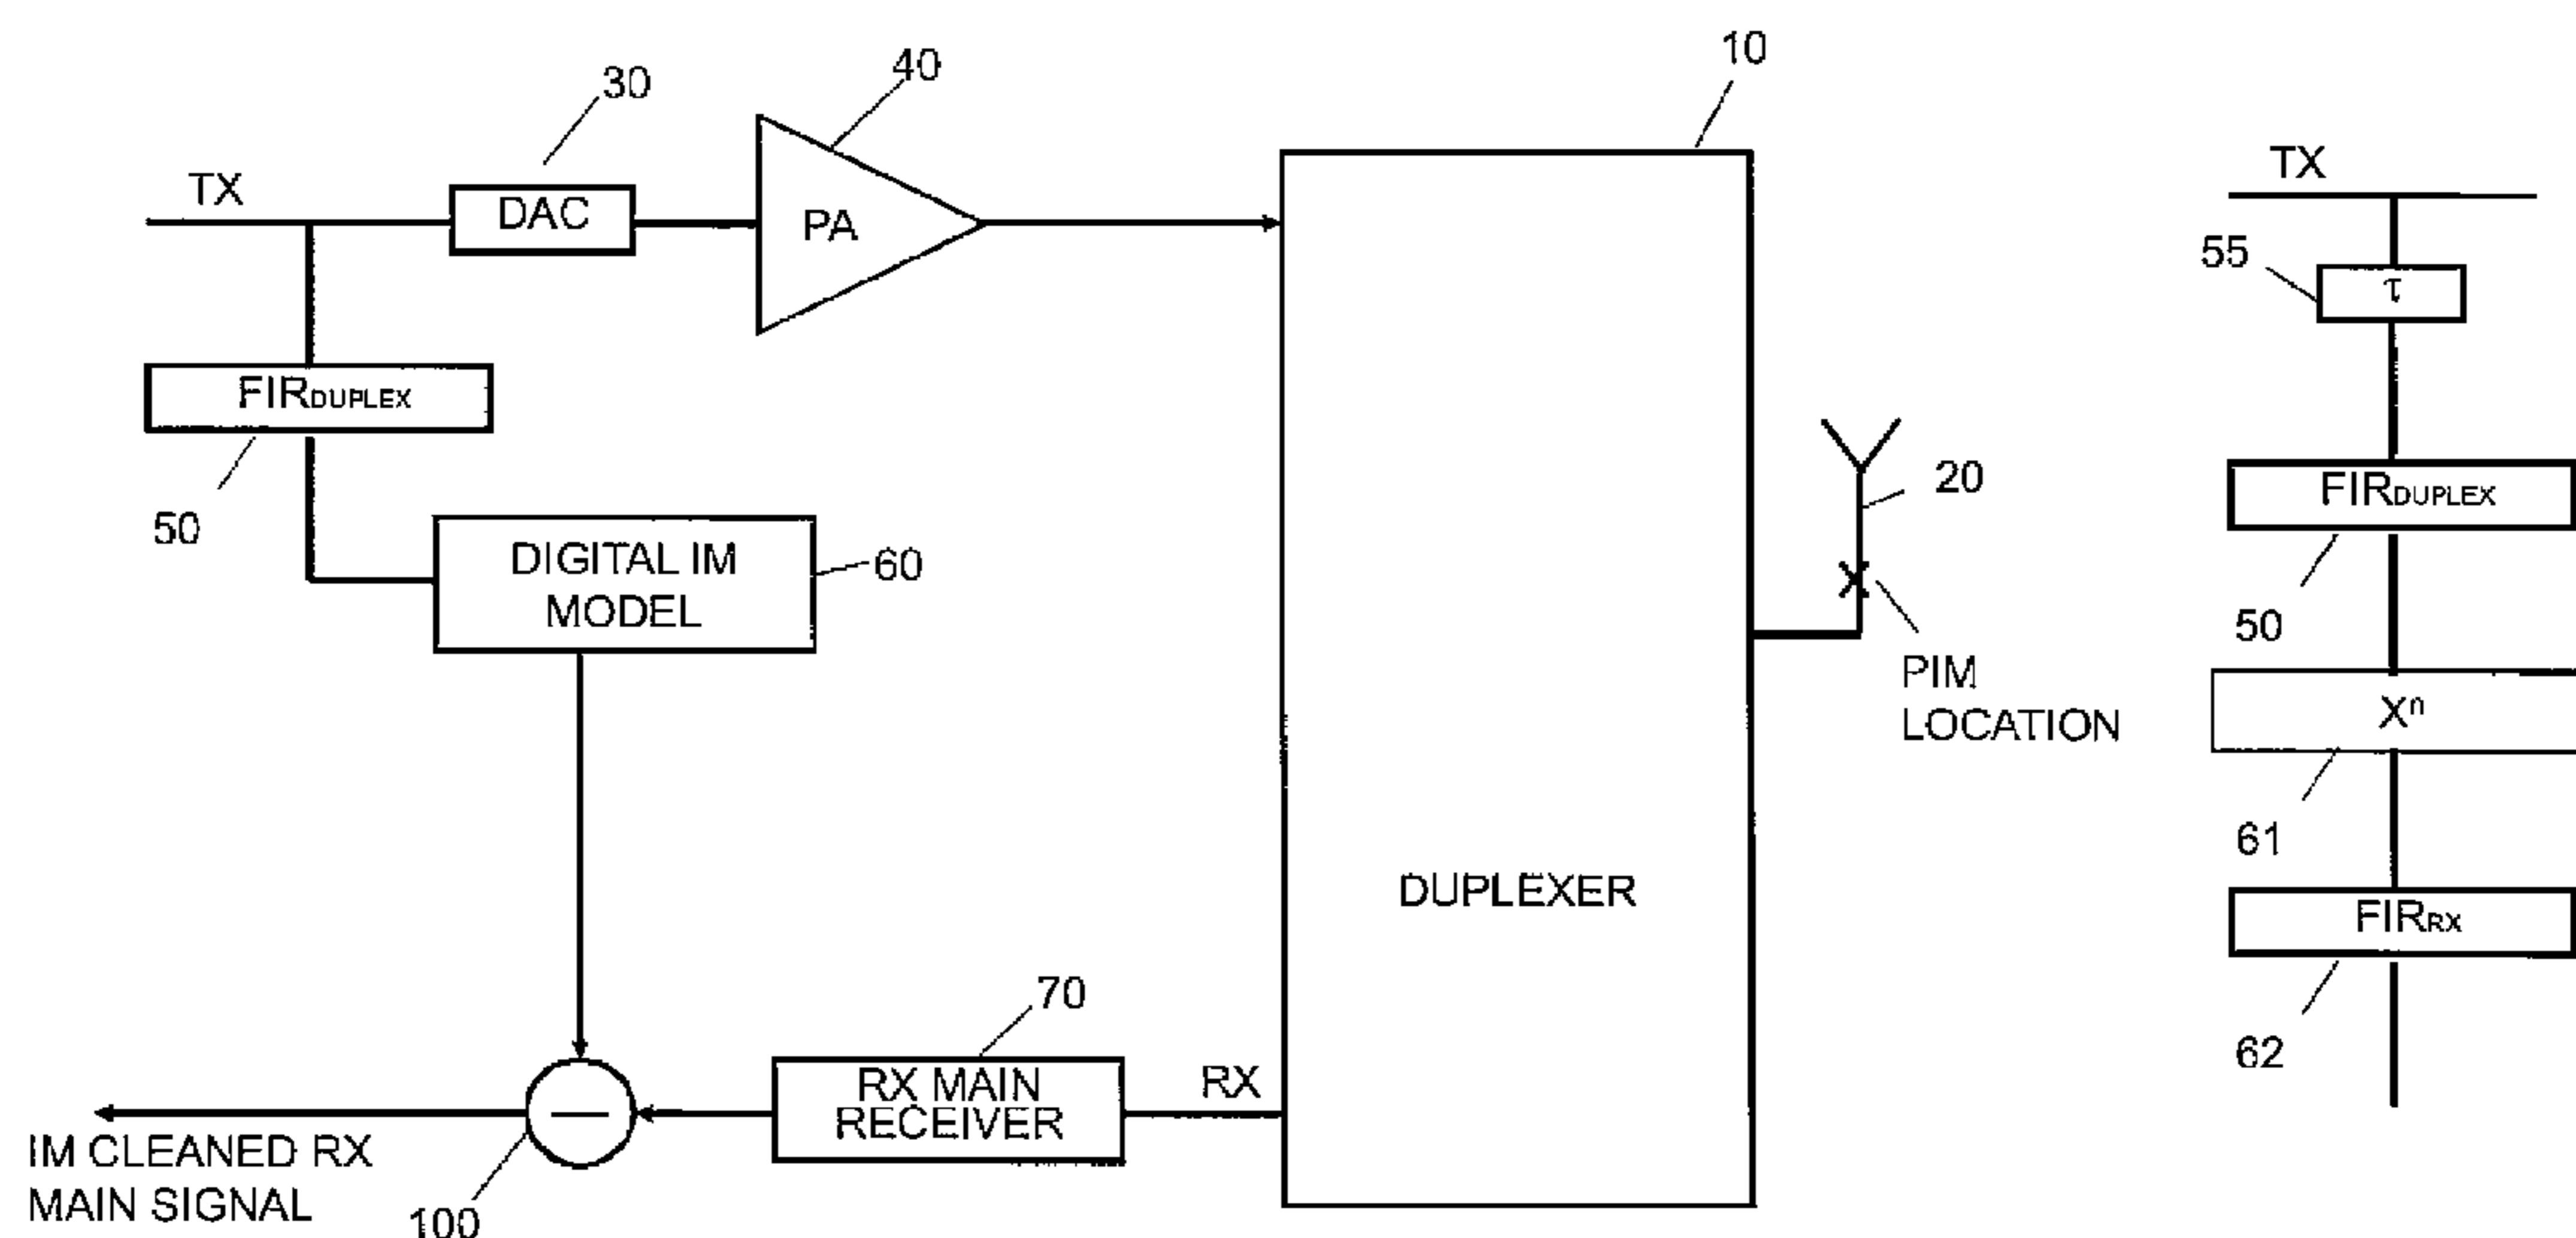 10
40
30
TX
DAC
PA
FIRDUPLEX
50
DIGITAL IM
MODEL
60
20
PIM
LOCATION
DUPLEXER
70
RX MAIN
RECEIVER
RX
—
IM CLEANED RX
MAIN SIGNAL
100
TX
55
τ
FIRDUPLEX
50
Xⁿ
61
FIRRX
62